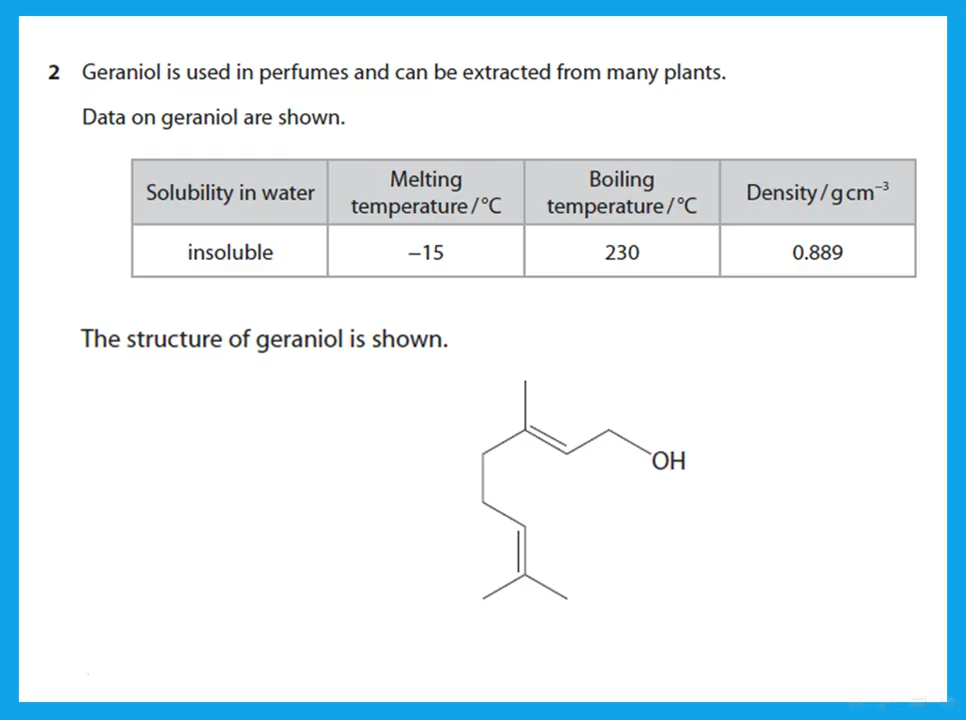 2 Geraniol is used in perfumes and can be extracted from many plants.
Data on geraniol are shown.
Solubility in water Melting temperature/°C Boiling temperature/°C Density/g cm⁻³
insoluble −15 230 0.889
The structure of geraniol is shown.
OH